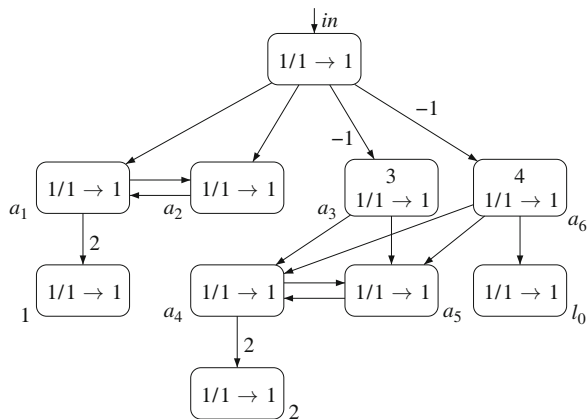 in
1/1 → 1
−1
−1
1/1 → 1
1/1 → 1
3
1/1 → 1
4
1/1 → 1
a1
a2
a3
a6
2
1/1 → 1
1
1/1 → 1
a4
1/1 → 1
a5
1/1 → 1
l0
2
1/1 → 1
2